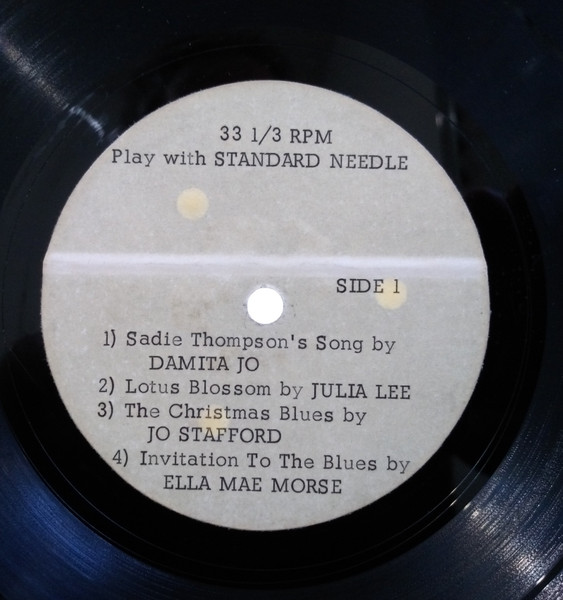 33 1/3 RPM
Play with STANDARD NEEDLE
SIDE 1
1) Sadie Thompson's Song by
DAMITA JO
2) Lotus Blossom by JULIA LEE
3) The Christmas Blues by
JO STAFFORD
4) Invitation To The Blues by
ELLA MAE MORSE